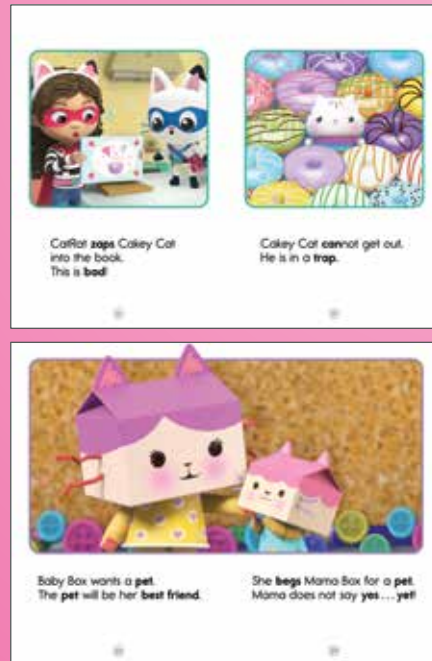 CatRat zaps Cakey Cat
into the book.
This is bad!
Cakey Cat cannot get out.
He is in a trap.
Baby Box wants a pet.
The pet will be her best friend.
She begs Mama Box for a pet.
Mama does not say yes . . . yet!